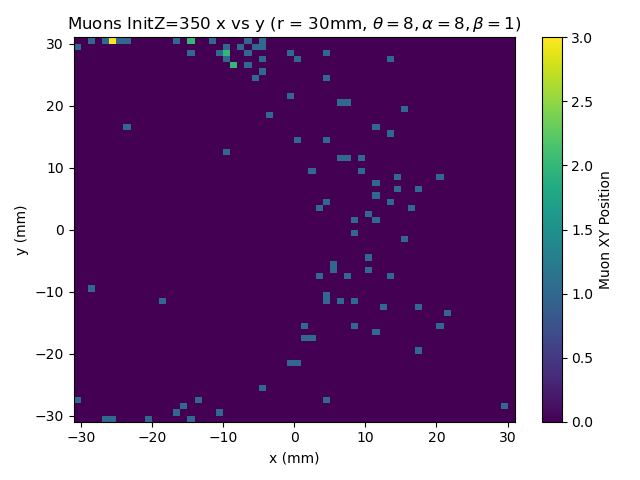 Muons InitZ=350 x vs y (r = 30mm, θ = 8, α = 8, β = 1)
30
20
10
0
−10
−20
−30
y (mm)
−30 −20 −10 0 10 20 30
x (mm)
3.0
2.5
2.0
1.5
1.0
0.5
0.0
Muon XY Position